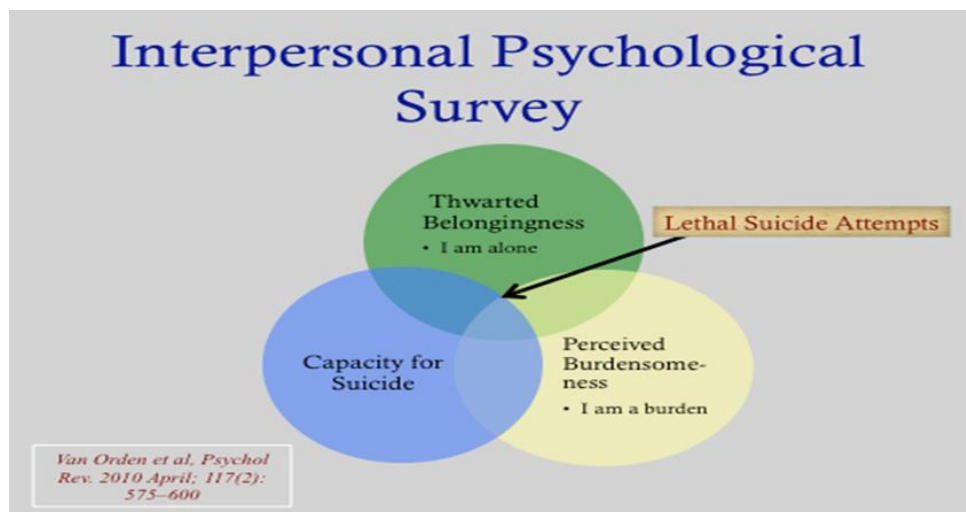 Interpersonal Psychological
Survey
Thwarted
Belongingness
• I am alone
Lethal Suicide Attempts
Capacity for
Suicide
Perceived
Burdensome-
ness
• I am a burden
Van Orden et al, Psychol
Rev. 2010 April; 117(2):
575–600